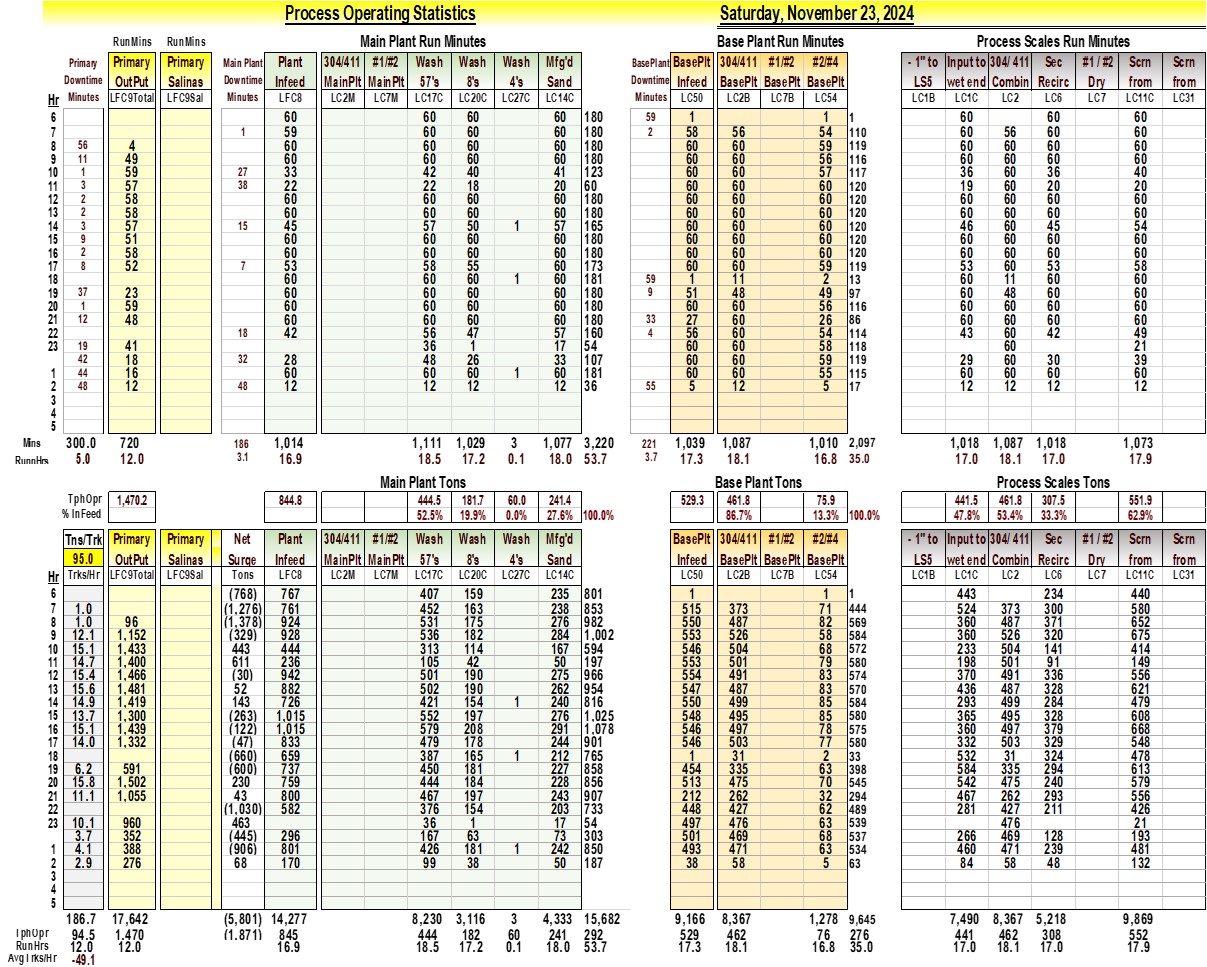 Process Operating Statistics Saturday, November 23, 2024
RunMins RunMins Main Plant Run Minutes Base Plant Run Minutes Process Scales Run Minutes
Primary Primary Primary Main Plant Plant 304/411 #1/#2 Wash Wash Wash Mfg'd BasePlant BasePlt 304/411 #1/#2 #2/#4 - 1" to Input to 304/ 411 Sec #1 / #2 Scrn Scrn
Downtime OutPut Salinas Downtime Infeed MainPlt MainPlt 57's 8's 4's Sand Downtime Infeed BasePlt BasePlt BasePlt LS5 wet end Combin Recirc Dry from from
Hr Minutes LFC9Total LFC9Sal Minutes LFC8 LC2M LC7M LC17C LC20C LC27C LC14C Minutes LC50 LC2B LC7B LC54 LC1B LC1C LC2 LC6 LC7 LC11C LC31
6 60 60 60 60 180 59 1 1 1 60 60 60
7 1 59 60 60 60 180 2 58 56 54 110 60 56 60 60
8 56 4 60 60 60 60 180 60 60 59 119 60 60 60 60
9 11 49 60 60 60 60 180 60 60 56 116 60 60 60 60
10 1 59 27 33 42 40 41 123 60 60 57 117 36 60 36 40
11 3 57 38 22 22 18 20 60 60 60 60 120 19 60 20 20
12 2 58 60 60 60 60 180 60 60 60 120 60 60 60 60
13 2 58 60 60 60 60 180 60 60 60 120 60 60 60 60
14 3 57 15 45 57 50 1 57 165 60 60 60 120 46 60 45 54
15 9 51 60 60 60 60 180 60 60 60 120 60 60 60 60
16 2 58 60 60 60 60 180 60 60 60 120 60 60 60 60
17 8 52 7 53 58 55 60 173 60 60 59 119 53 60 53 58
18 60 60 60 1 60 181 59 1 11 2 13 60 11 60 60
19 37 23 60 60 60 60 180 9 51 48 49 97 60 48 60 60
20 1 59 60 60 60 60 180 60 60 56 116 60 60 60 60
21 12 48 60 60 60 60 180 33 27 60 26 86 60 60 60 60
22 18 42 56 47 57 160 4 56 60 54 114 43 60 42 49
23 19 41 36 1 17 54 60 60 58 118 60 21
42 18 32 28 48 26 33 107 60 60 59 119 29 60 30 39
1 44 16 60 60 60 1 60 181 60 60 55 115 60 60 60 60
2 48 12 48 12 12 12 12 36 55 5 12 5 17 12 12 12 12
3
4
5
Mins 300.0 720 186 1,014 1,111 1,029 3 1,077 3,220 221 1,039 1,087 1,010 2,097 1,018 1,087 1,018 1,073
RunnHrs 5.0 12.0 3.1 16.9 18.5 17.2 0.1 18.0 53.7 3.7 17.3 18.1 16.8 35.0 17.0 18.1 17.0 17.9
Main Plant Tons Base Plant Tons Process Scales Tons
TphOpr 1,470.2 844.8 444.5 181.7 60.0 241.4 529.3 461.8 75.9 441.5 461.8 307.5 551.9
% InFeed 52.5% 19.9% 0.0% 27.6% 100.0% 86.7% 13.3% 100.0% 47.8% 53.4% 33.3% 62.9%
Tns/Trk Primary Primary Net Plant 304/411 #1/#2 Wash Wash Wash Mfg'd BasePlt 304/411 #1/#2 #2/#4 - 1" to Input to 304/ 411 Sec #1 / #2 Scrn Scrn
95.0 OutPut Salinas Surge Infeed MainPlt MainPlt 57's 8's 4's Sand Infeed BasePlt BasePlt BasePlt LS5 wet end Combin Recirc Dry from from
Hr Trks/Hr LFC9Total LFC9Sal Tons LFC8 LC2M LC7M LC17C LC20C LC27C LC14C LC50 LC2B LC7B LC54 LC1B LC1C LC2 LC6 LC7 LC11C LC31
6 (768) 767 407 159 235 801 1 1 1 443 234 440
7 1.0 (1,276) 761 452 163 238 853 515 373 71 444 524 373 300 580
8 1.0 96 (1,378) 924 531 175 276 982 550 487 82 569 360 487 371 652
9 12.1 1,152 (329) 928 536 182 284 1,002 553 526 58 584 360 526 320 675
10 15.1 1,433 443 444 313 114 167 594 546 504 68 572 233 504 141 414
11 14.7 1,400 611 236 105 42 50 197 553 501 79 580 198 501 91 149
12 15.4 1,466 (30) 942 501 190 275 966 554 491 83 574 370 491 336 556
13 15.6 1,481 52 882 502 190 262 954 547 487 83 570 436 487 328 621
14 14.9 1,419 143 726 421 154 1 240 816 550 499 85 584 293 499 284 479
15 13.7 1,300 (263) 1,015 552 197 276 1,025 548 495 85 580 365 495 328 608
16 15.1 1,439 (122) 1,015 579 208 291 1,078 546 497 78 575 360 497 379 668
17 14.0 1,332 (47) 833 479 178 244 901 546 503 77 580 332 503 329 548
18 (660) 659 387 165 1 212 765 1 31 2 33 532 31 324 478
19 6.2 591 (600) 737 450 181 227 858 454 335 63 398 584 335 294 613
20 15.8 1,502 230 759 444 184 228 856 513 475 70 545 542 475 240 579
21 11.1 1,055 43 800 467 197 243 907 212 262 32 294 467 262 293 556
22 (1,030) 582 376 154 203 733 448 427 62 489 281 427 211 426
23 10.1 960 463 36 1 17 54 497 476 63 539 476 21
3.7 352 (445) 296 167 63 73 303 501 469 68 537 266 469 128 193
1 4.1 388 (906) 801 426 181 1 242 850 493 471 63 534 460 471 239 481
2 2.9 276 68 170 99 38 50 187 38 58 5 63 84 58 48 132
3
4
5
186.7 17,642 (5,801) 14,277 8,230 3,116 3 4,333 15,682 9,166 8,367 1,278 9,645 7,490 8,367 5,218 9,869
TphOpr 94.5 1,470 (1,871) 845 444 182 60 241 292 529 462 76 276 441 462 308 552
RunHrs 12.0 12.0 16.9 18.5 17.2 0.1 18.0 53.7 17.3 18.1 16.8 35.0 17.0 18.1 17.0 17.9
AvgTrks/Hr -49.1